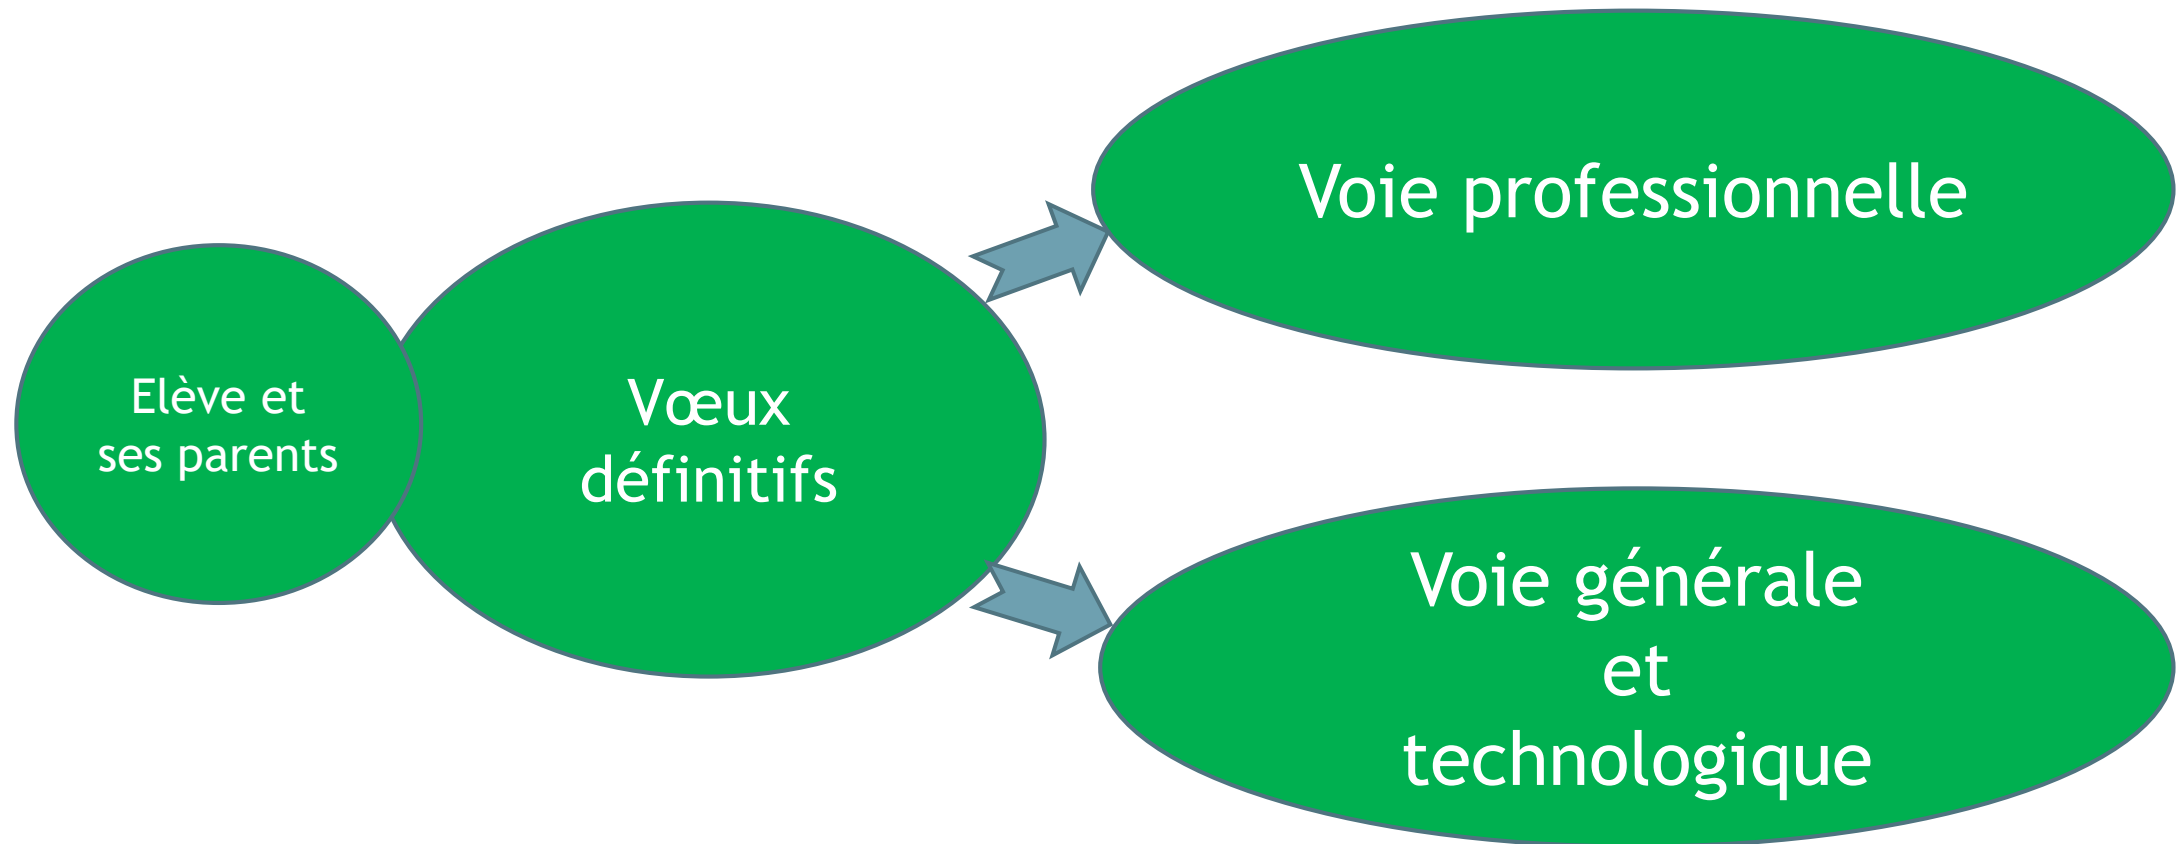 Elève et
ses parents
Vœux
définitifs
Voie professionnelle
Voie générale
et
technologique